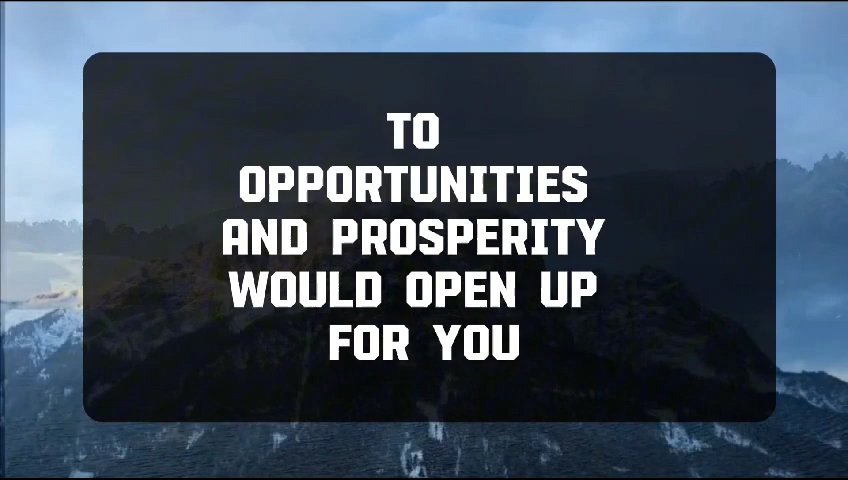 TO
OPPORTUNITIES
AND PROSPERITY
WOULD OPEN UP
FOR YOU